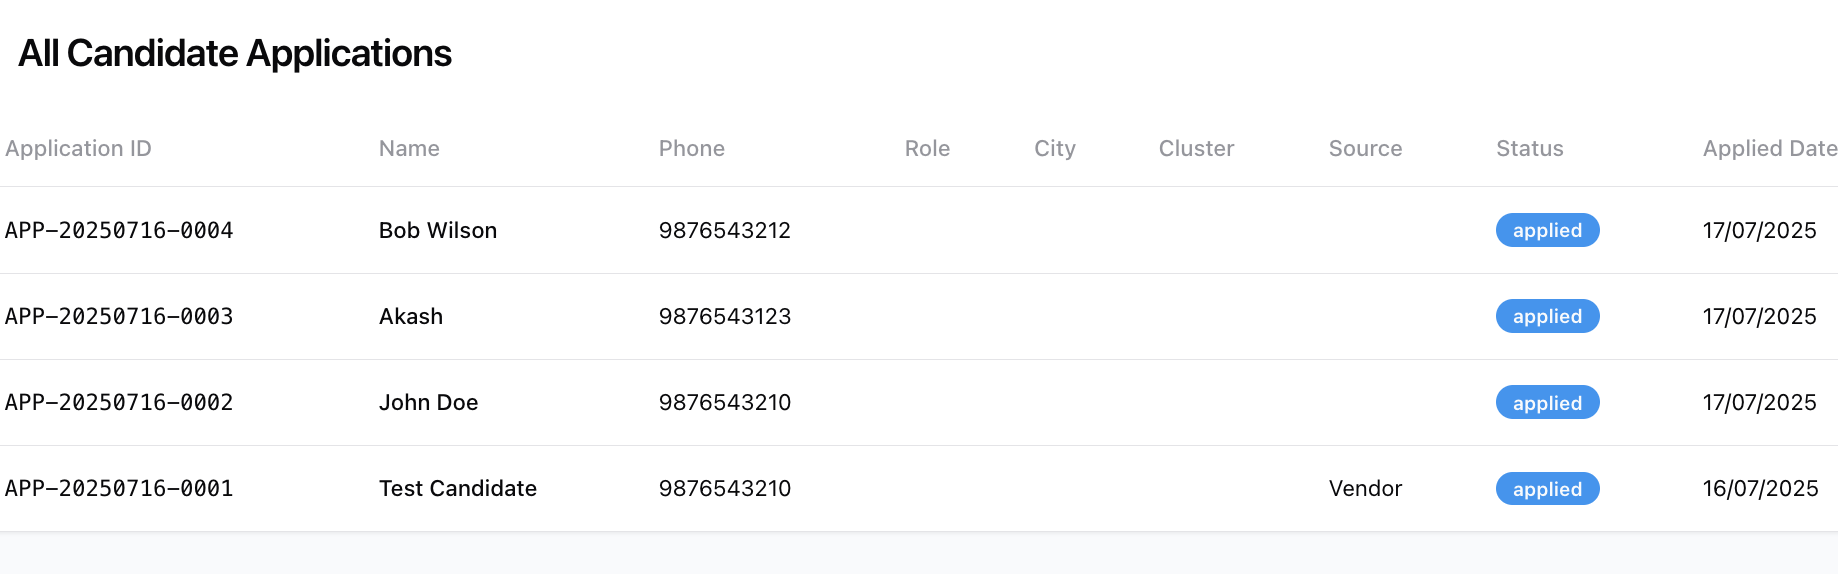 All Candidate Applications
Application ID Name Phone Role City Cluster Source Status Applied Date
APP-20250716-0004 Bob Wilson 9876543212 applied 17/07/2025
APP-20250716-0003 Akash 9876543123 applied 17/07/2025
APP-20250716-0002 John Doe 9876543210 applied 17/07/2025
APP-20250716-0001 Test Candidate 9876543210 Vendor applied 16/07/2025